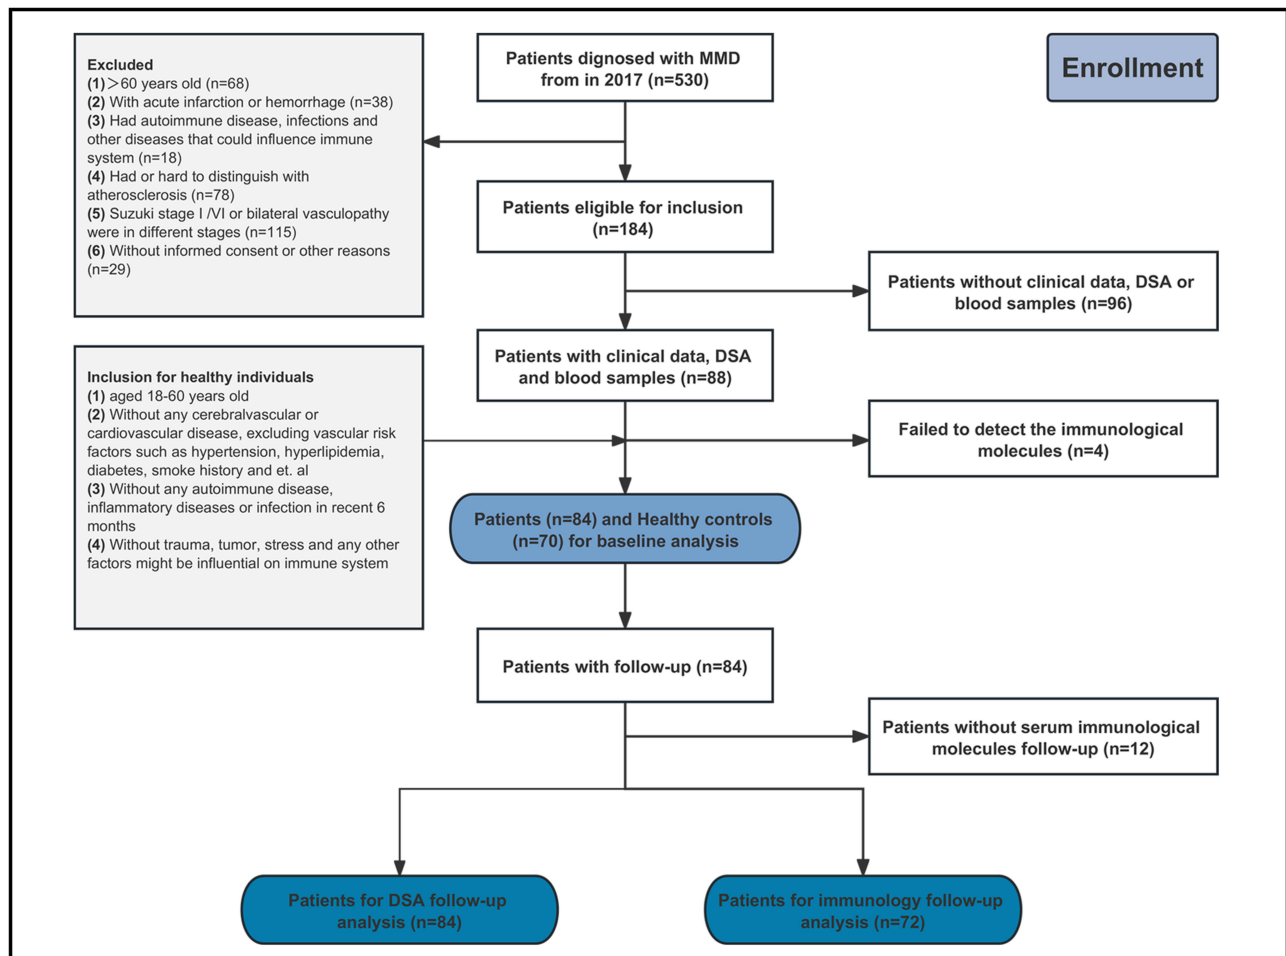 Patients dignosed with MMD
from in 2017 (n=530)
Enrollment
Excluded
(1)＞60 years old (n=68)
(2) With acute infarction or hemorrhage (n=38)
(3) Had autoimmune disease, infections and
other diseases that could influence immune
system (n=18)
(4) Had or hard to distinguish with
atherosclerosis (n=78)
(5) Suzuki stage I /VI or bilateral vasculopathy
were in different stages (n=115)
(6) Without informed consent or other reasons
(n=29)
Patients eligible for inclusion
(n=184)
Patients without clinical data, DSA or
blood samples (n=96)
Patients with clinical data, DSA
and blood samples (n=88)
Inclusion for healthy individuals
(1) aged 18-60 years old
(2) Without any cerebralvascular or
cardiovascular disease, excluding vascular risk
factors such as hypertension, hyperlipidemia,
diabetes, smoke history and et. al
(3) Without any autoimmune disease,
inflammatory diseases or infection in recent 6
months
(4) Without trauma, tumor, stress and any other
factors might be influential on immune system
Failed to detect the immunological
molecules (n=4)
Patients (n=84) and Healthy controls
(n=70) for baseline analysis
Patients with follow-up (n=84)
Patients without serum immunological
molecules follow-up (n=12)
Patients for DSA follow-up
analysis (n=84)
Patients for immunology follow-up
analysis (n=72)